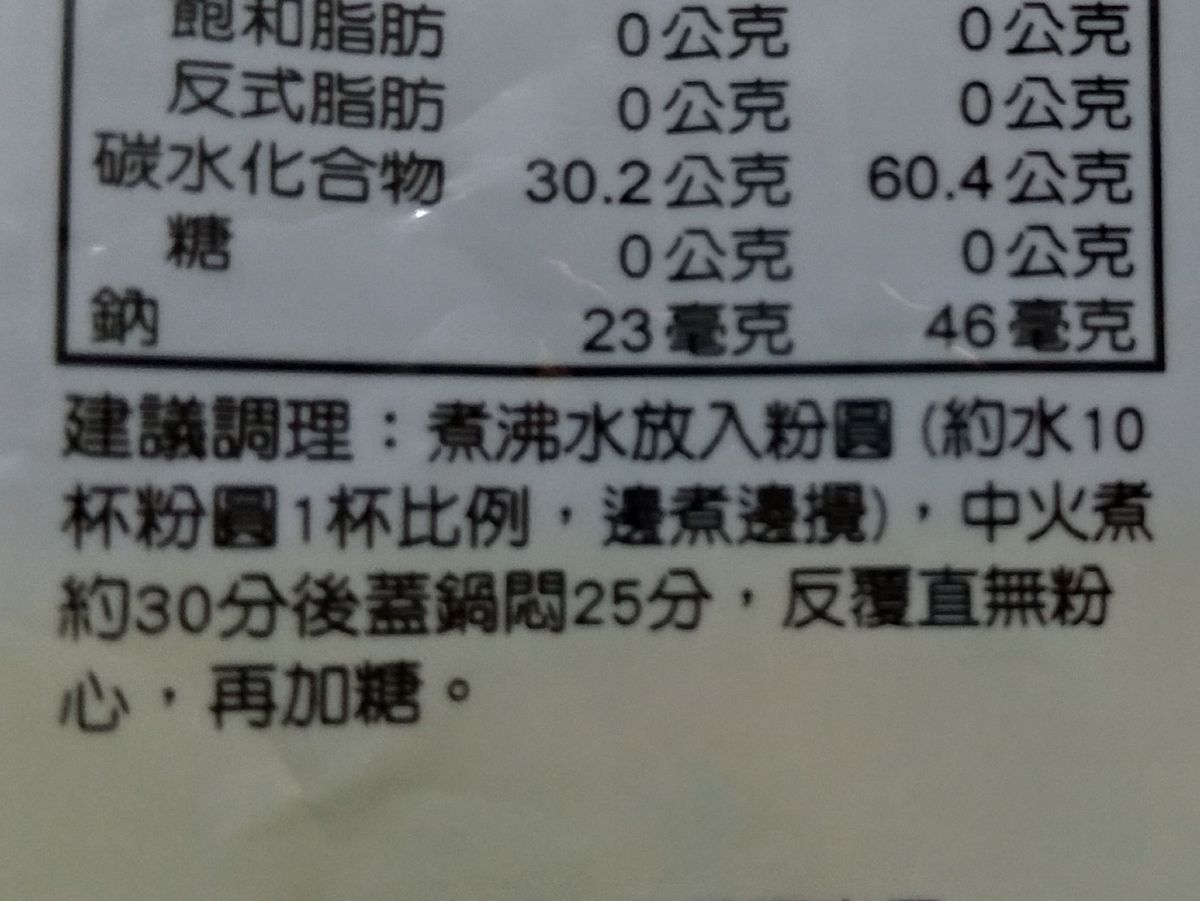 飽和脂肪 0公克 0公克
反式脂肪 0公克 0公克
碳水化合物 30.2公克 60.4公克
糖 0公克 0公克
鈉 23毫克 46毫克
建議調理：煮沸水放入粉圓(約水10
杯粉圓1杯比例，邊煮邊攪)，中火煮
約30分後蓋鍋悶25分，反覆直無粉
心，再加糖。